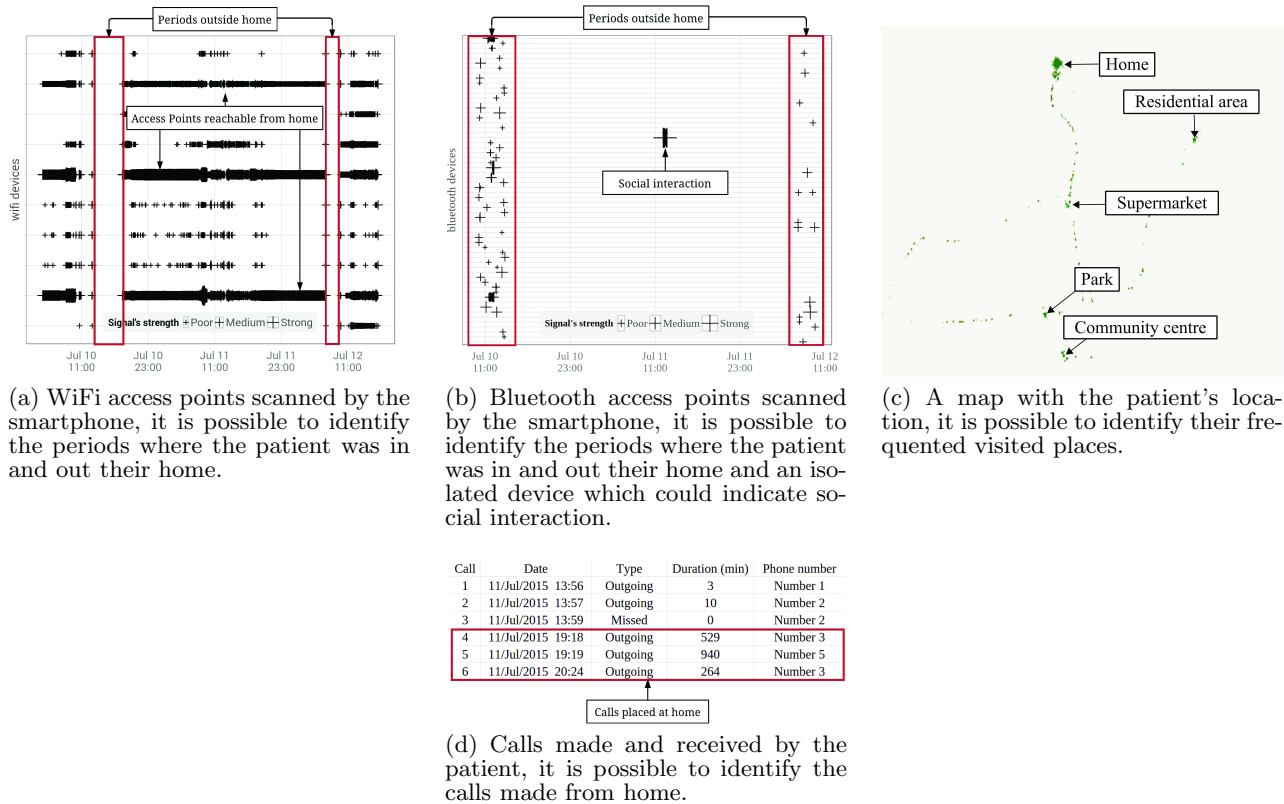 Periods outside home
Access Points reachable from home
wifi devices
Signal's strength Poor Medium Strong
Jul 10 Jul 10 Jul 11 Jul 11 Jul 12
11:00 23:00 11:00 23:00 11:00
(a) WiFi access points scanned by the
smartphone, it is possible to identify
the periods where the patient was in
and out their home.
Periods outside home
Social interaction
bluetooth devices
Signal's strength Poor Medium Strong
Jul 10 Jul 10 Jul 11 Jul 11 Jul 12
11:00 23:00 11:00 23:00 11:00
(b) Bluetooth access points scanned
by the smartphone, it is possible to
identify the periods where the patient
was in and out their home and an iso-
lated device which could indicate so-
cial interaction.
Home
Residential area
Supermarket
Park
Community centre
(c) A map with the patient's loca-
tion, it is possible to identify their fre-
quented visited places.
Call Date Type Duration (min) Phone number
1 11/Jul/2015 13:56 Outgoing 3 Number 1
2 11/Jul/2015 13:57 Outgoing 10 Number 2
3 11/Jul/2015 13:59 Missed 0 Number 2
4 11/Jul/2015 19:18 Outgoing 529 Number 3
5 11/Jul/2015 19:19 Outgoing 940 Number 5
6 11/Jul/2015 20:24 Outgoing 264 Number 3
Calls placed at home
(d) Calls made and received by the
patient, it is possible to identify the
calls made from home.